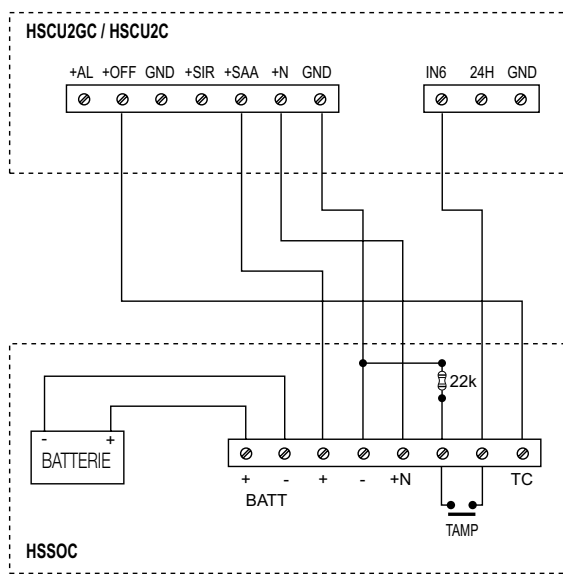 HSCU2GC / HSCU2C
+AL +OFF GND +SIR +SAA +N GND
IN6 24H GND
22k
- +
BATTERIE
+ - + - +N TC
BATT
TAMP
HSSOC